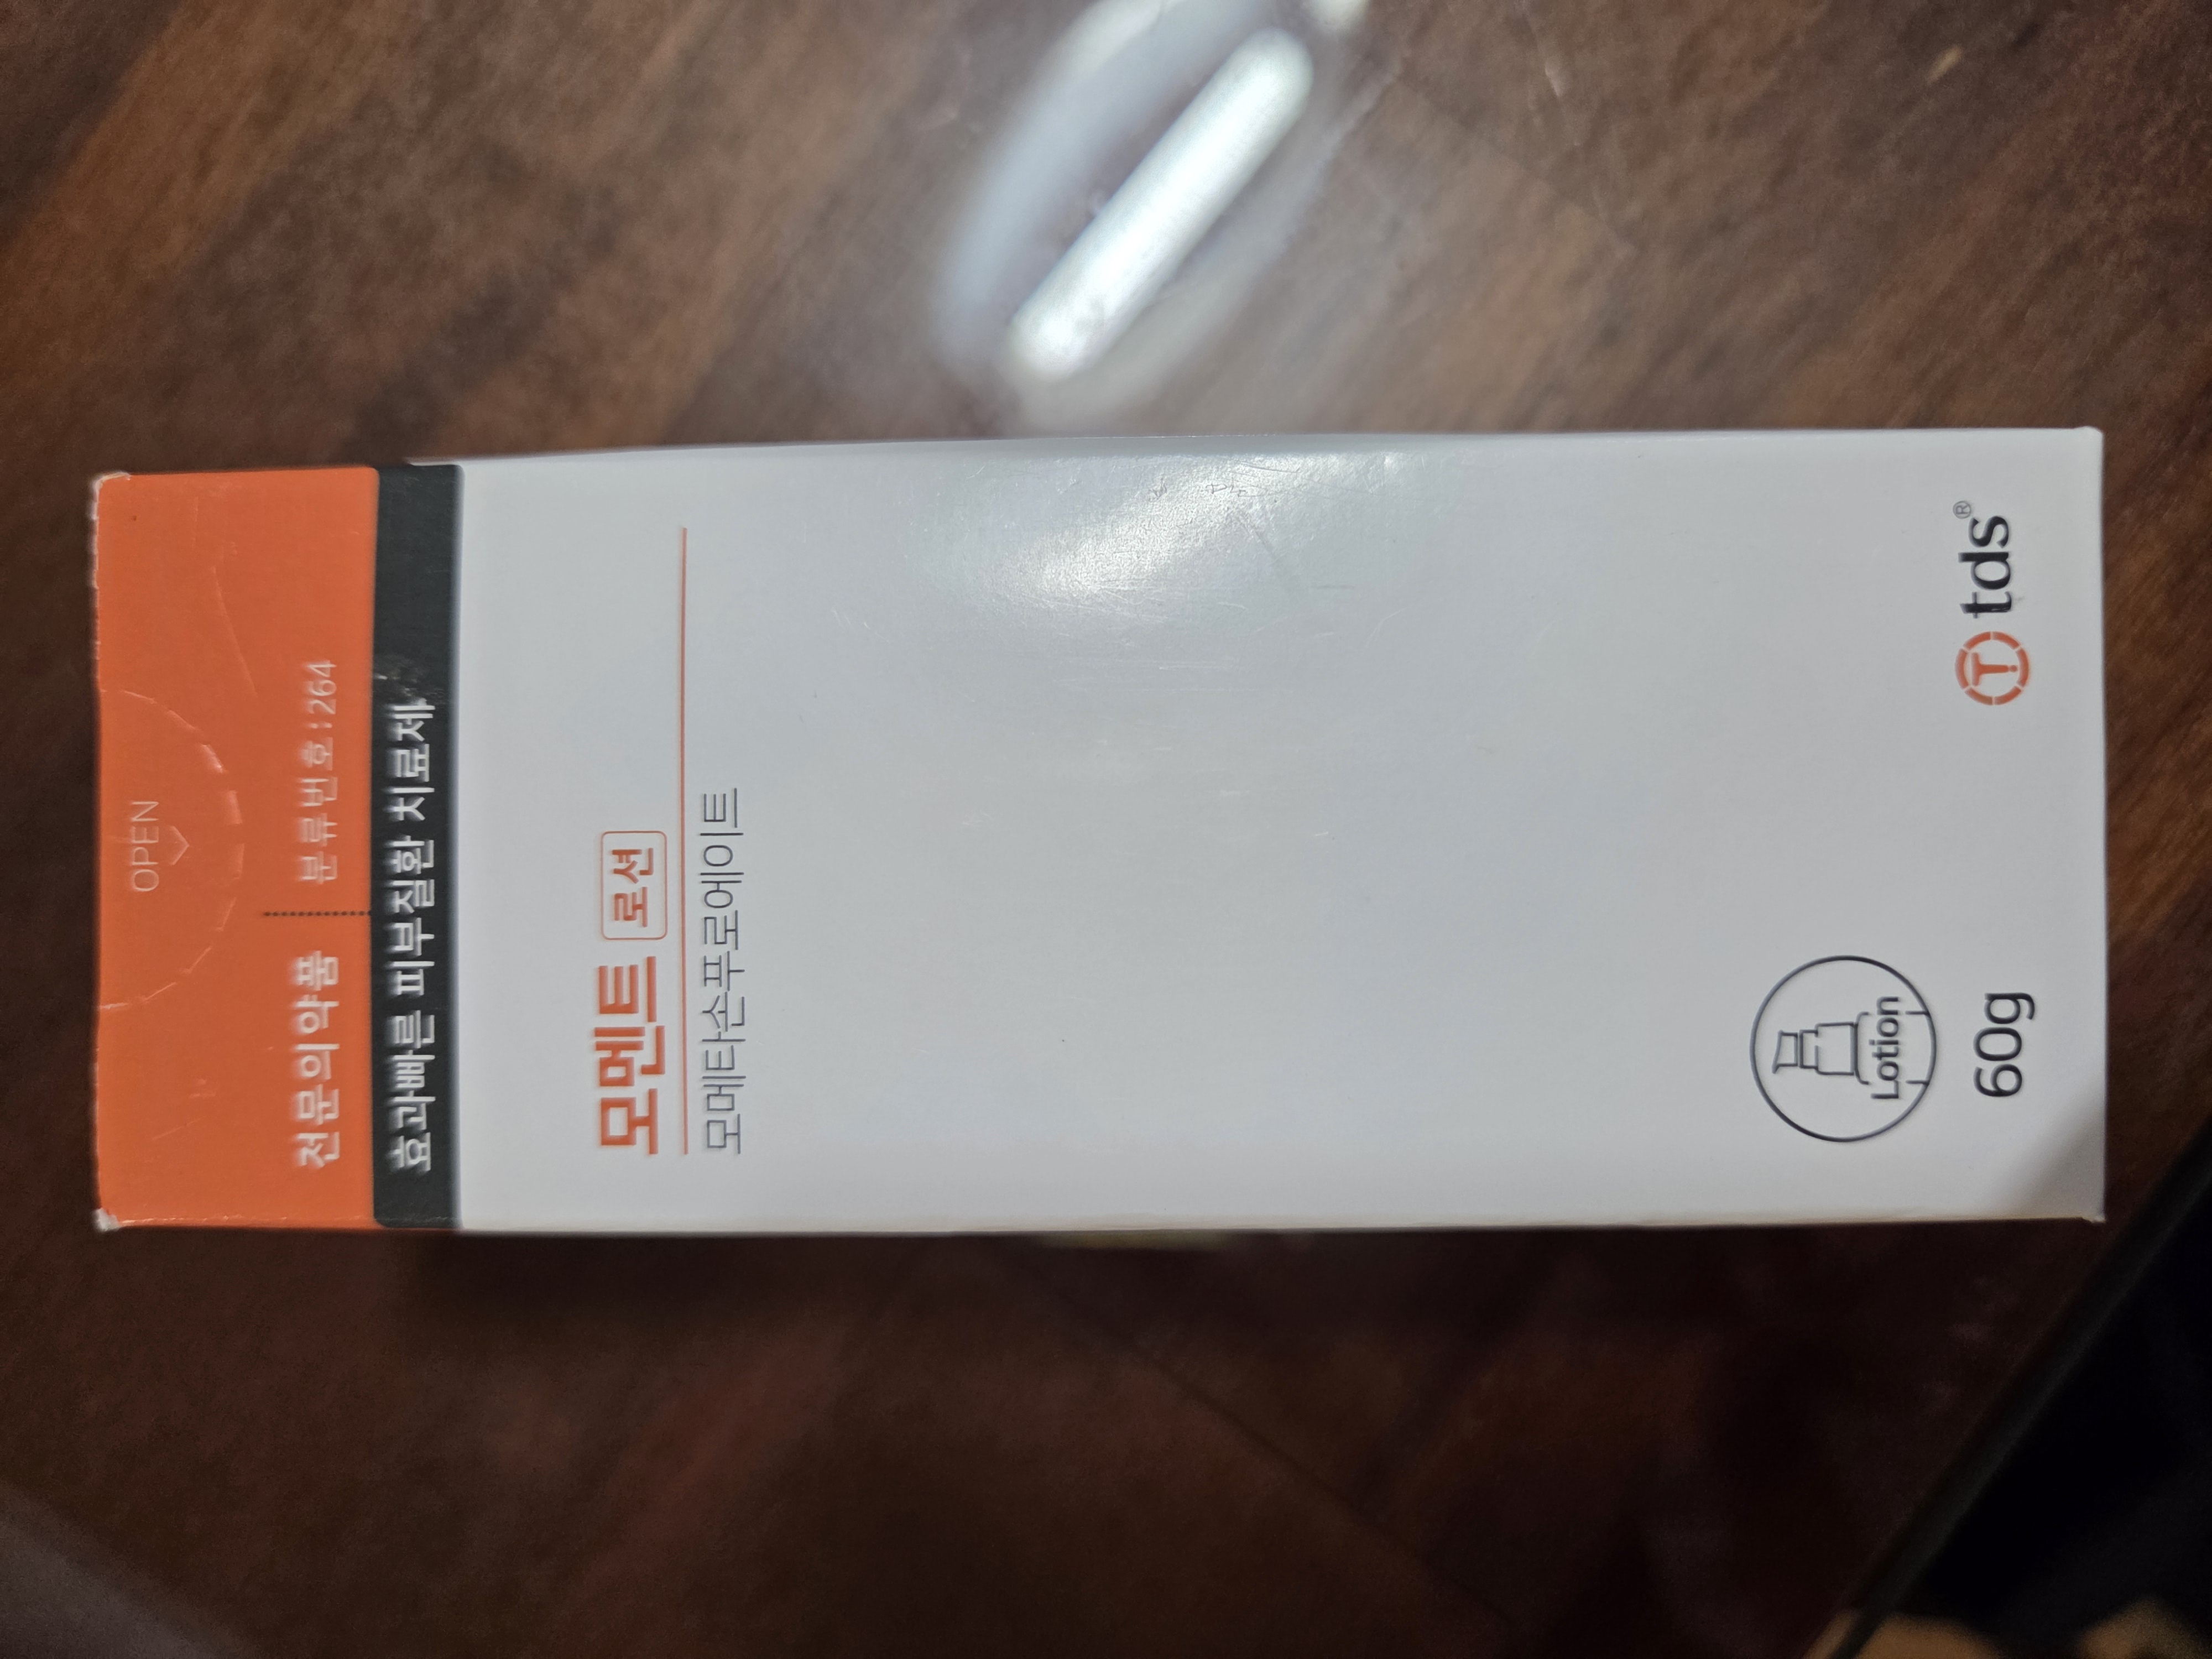 OPEN
전문의약품 분류번호 : 264
효과빠른 피부질환 치료제
모멘트 로션
모메타손푸로에이트
Lotion
60g
T tds®